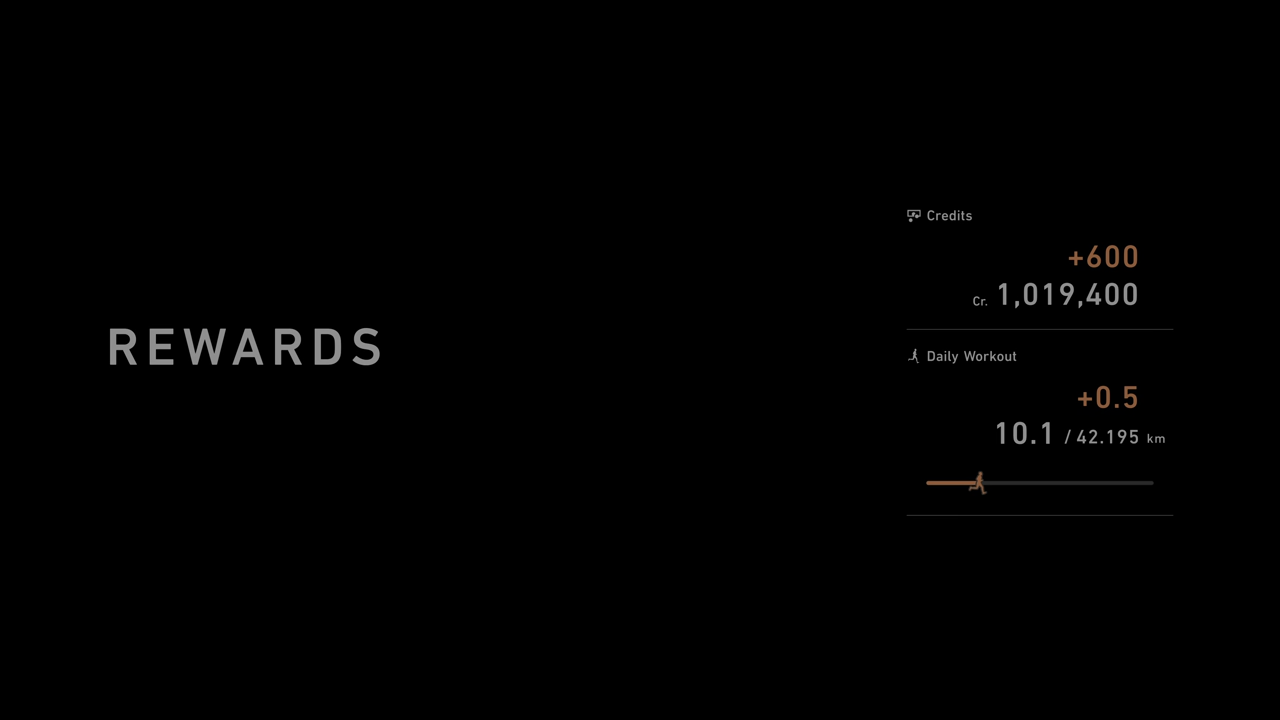 REWARDS
Credits
+600
Cr. 1,019,400
Daily Workout
+0.5
10.1 / 42.195 km